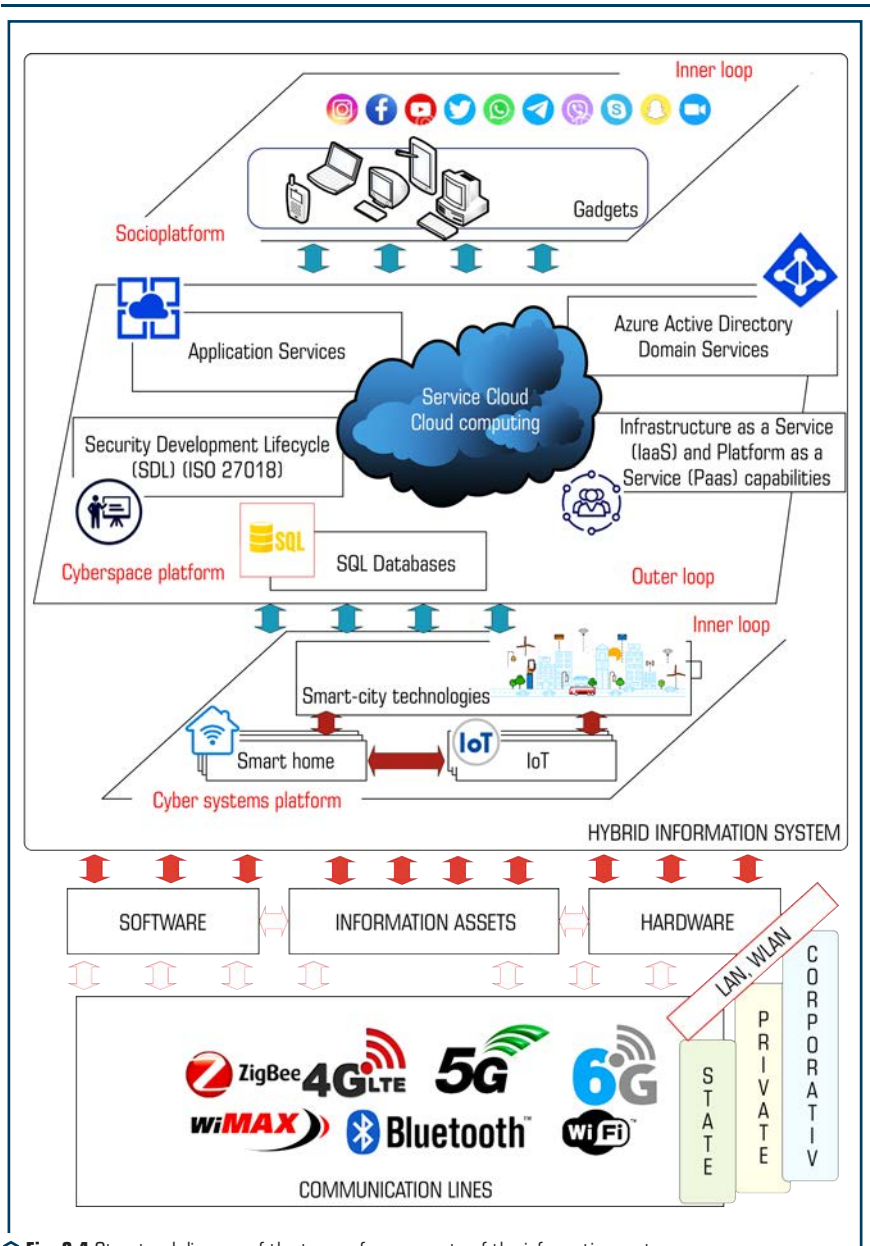 Inner loop
Gadgets
Socioplatform
Application Services
Azure Active Directory
Domain Services
Service Cloud
Cloud computing
Security Development Lifecycle
(SDL) (ISO 27018)
Infrastructure as a Service
(IaaS) and Platform as a
Service (Paas) capabilities
SQL
SQL Databases
Cyberspace platform
Outer loop
Inner loop
Smart-city technologies
Smart home
IoT
IoT
Cyber systems platform
HYBRID INFORMATION SYSTEM
SOFTWARE
INFORMATION ASSETS
HARDWARE
LAN, WLAN
CORPORATIV
PRIVATE
STATE
ZigBee
4G LTE
5G
6G
WiMAX
Bluetooth™
Wi Fi™
COMMUNICATION LINES